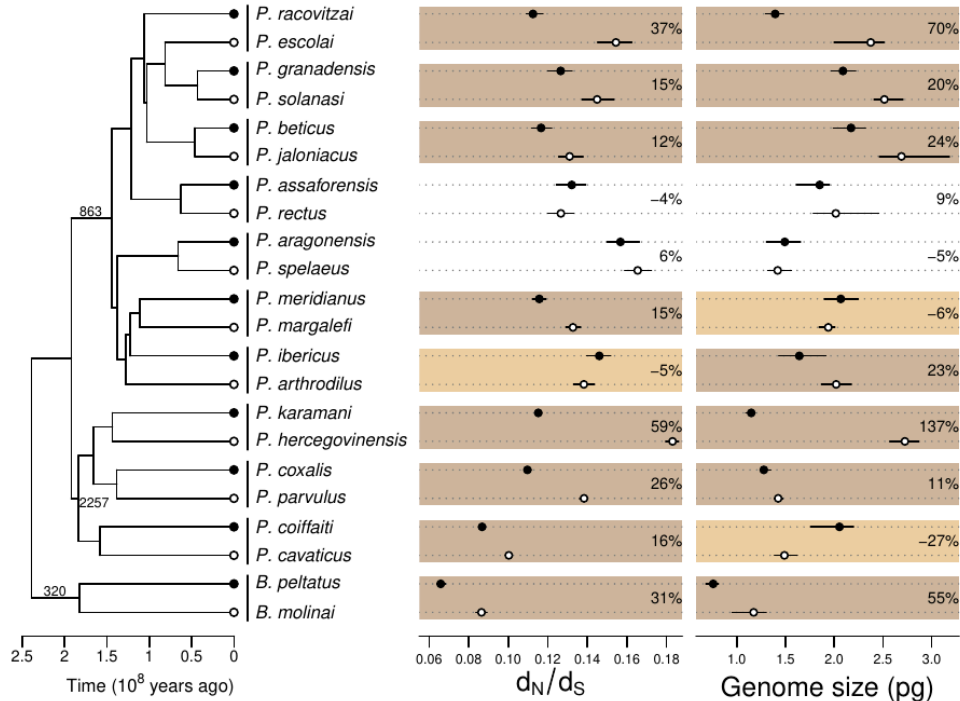 P. racovitzai
P. escolai
37%
70%
P. granadensis
P. solanasi
15%
20%
P. beticus
P. jaloniacus
12%
24%
P. assaforensis
P. rectus
−4%
9%
863
P. aragonensis
P. spelaeus
6%
−5%
P. meridianus
P. margalefi
15%
−6%
P. ibericus
P. arthrodilus
−5%
23%
P. karamani
P. hercegovinensis
59%
137%
P. coxalis
P. parvulus
26%
11%
2257
P. coiffaiti
P. cavaticus
16%
−27%
320
B. peltatus
B. molinai
31%
55%
2.5 2 1 1 0 0
0.06 0.08 0.10 0.12 0.14 0.16 0.18
1.0 1.5 2.0 2.5 3.0
Time (10⁸ years ago)
dN/dS
Genome size (pg)